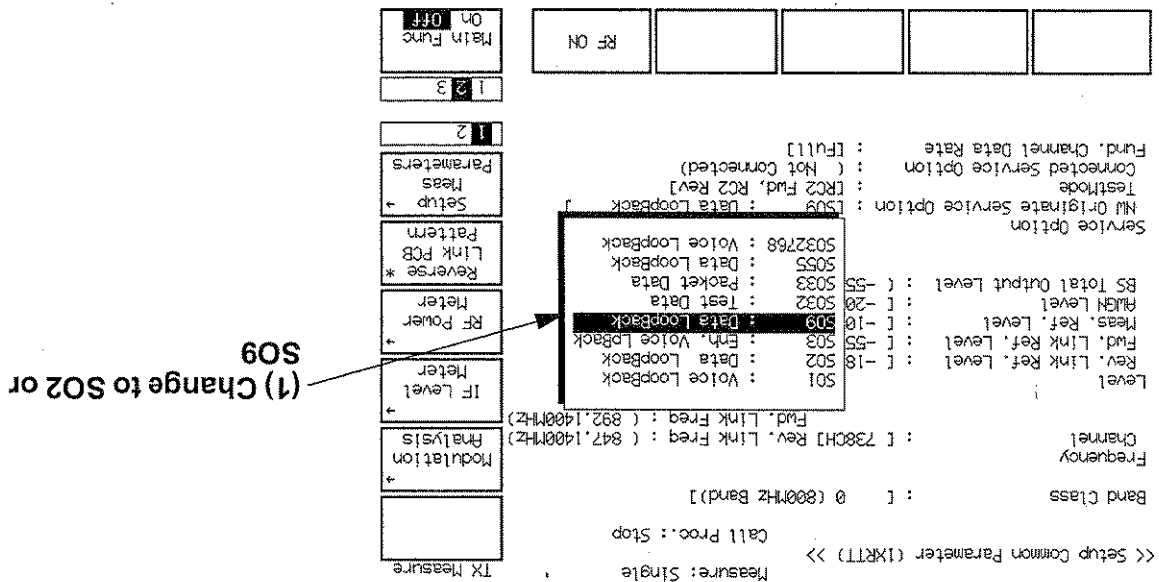 << Setup Common Parameter (1XRTT) >>
Measure: Single
Call Proc.: Stop
Band Class : [ 0 (800MHz Band)]
Frequency
Channel : [ 738CH] Rev. Link Freq : ( 847.1400MHz)
Fwd. Link Freq : ( 892.1400MHz)
Level
Rev. Link Ref. Level : [ -18
Fwd. Link Ref. Level : [ -55
Meas. Ref. Level : [ -10
AWGN Level : [ -20
BS Total Output Level : ( -55
SO1 : Voice LoopBack
SO2 : Data LoopBack
SO3 : Enh. Voice LpBack
SO9 : Data LoopBack
SO32 : Test Data
SO33 : Packet Data
SO55 : Data LoopBack
SO32768 : Voice LoopBack
Service Option
NW Originate Service Option : [SO9 : Data LoopBack ]
TestMode : [RC2 Fwd, RC2 Rev]
Connected Service Option : ( Not Connected)
Fund. Channel Data Rate : [Full]
RF ON
TX Measure
Modulation
Analysis →
IF Level
Meter →
RF Power
Meter →
Reverse *
Link PCB
Pattern
Setup →
Meas
Parameters
1 2
1 2 3
Main Func
On Off
(1) Change to SO2 or
SO9